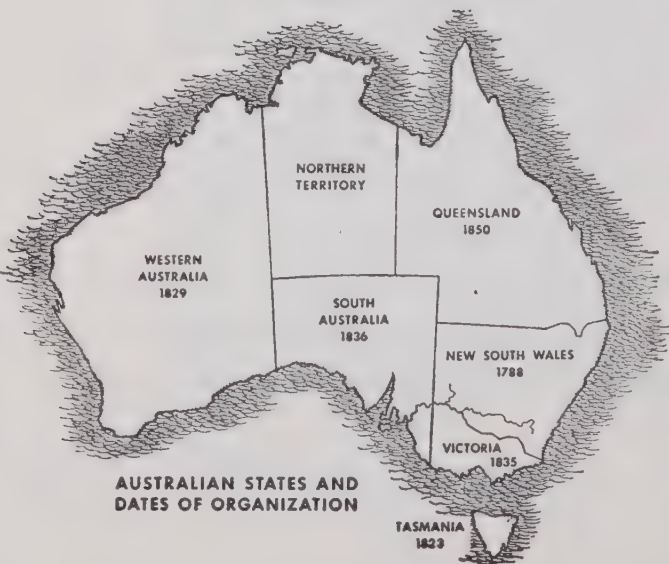 NORTHERN
TERRITORY
QUEENSLAND
1850
WESTERN
AUSTRALIA
1829
SOUTH
AUSTRALIA
1836
NEW SOUTH WALES
1788
VICTORIA
1835
AUSTRALIAN STATES AND
DATES OF ORGANIZATION
TASMANIA
1823